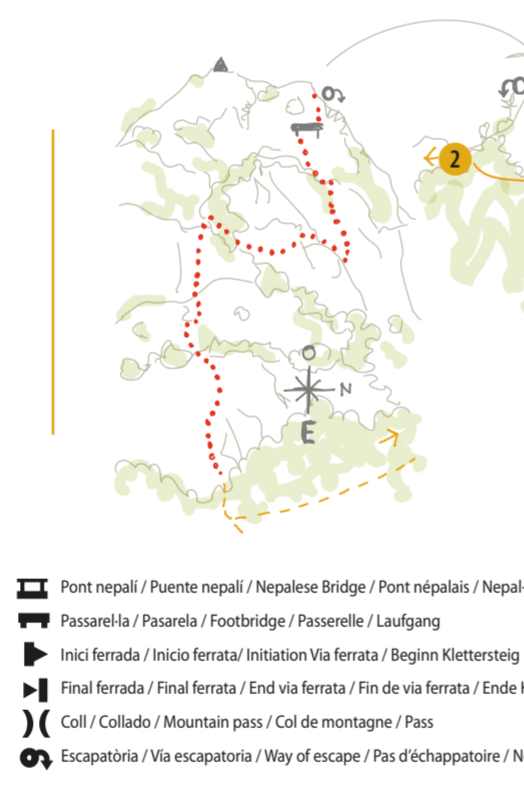 2
O
N
E
Pont nepalí / Puente nepalí / Nepalese Bridge / Pont népalais / Nepal-
Passarel·la / Pasarela / Footbridge / Passerelle / Laufgang
Inici ferrada / Inicio ferrata/ Initiation Via ferrata / Beginn Klettersteig
Final ferrada / Final ferrata / End via ferrata / Fin de via ferrata / Ende
Coll / Collado / Mountain pass / Col de montagne / Pass
Escapatòria / Vía escapatoria / Way of escape / Pas d'échappatoire /